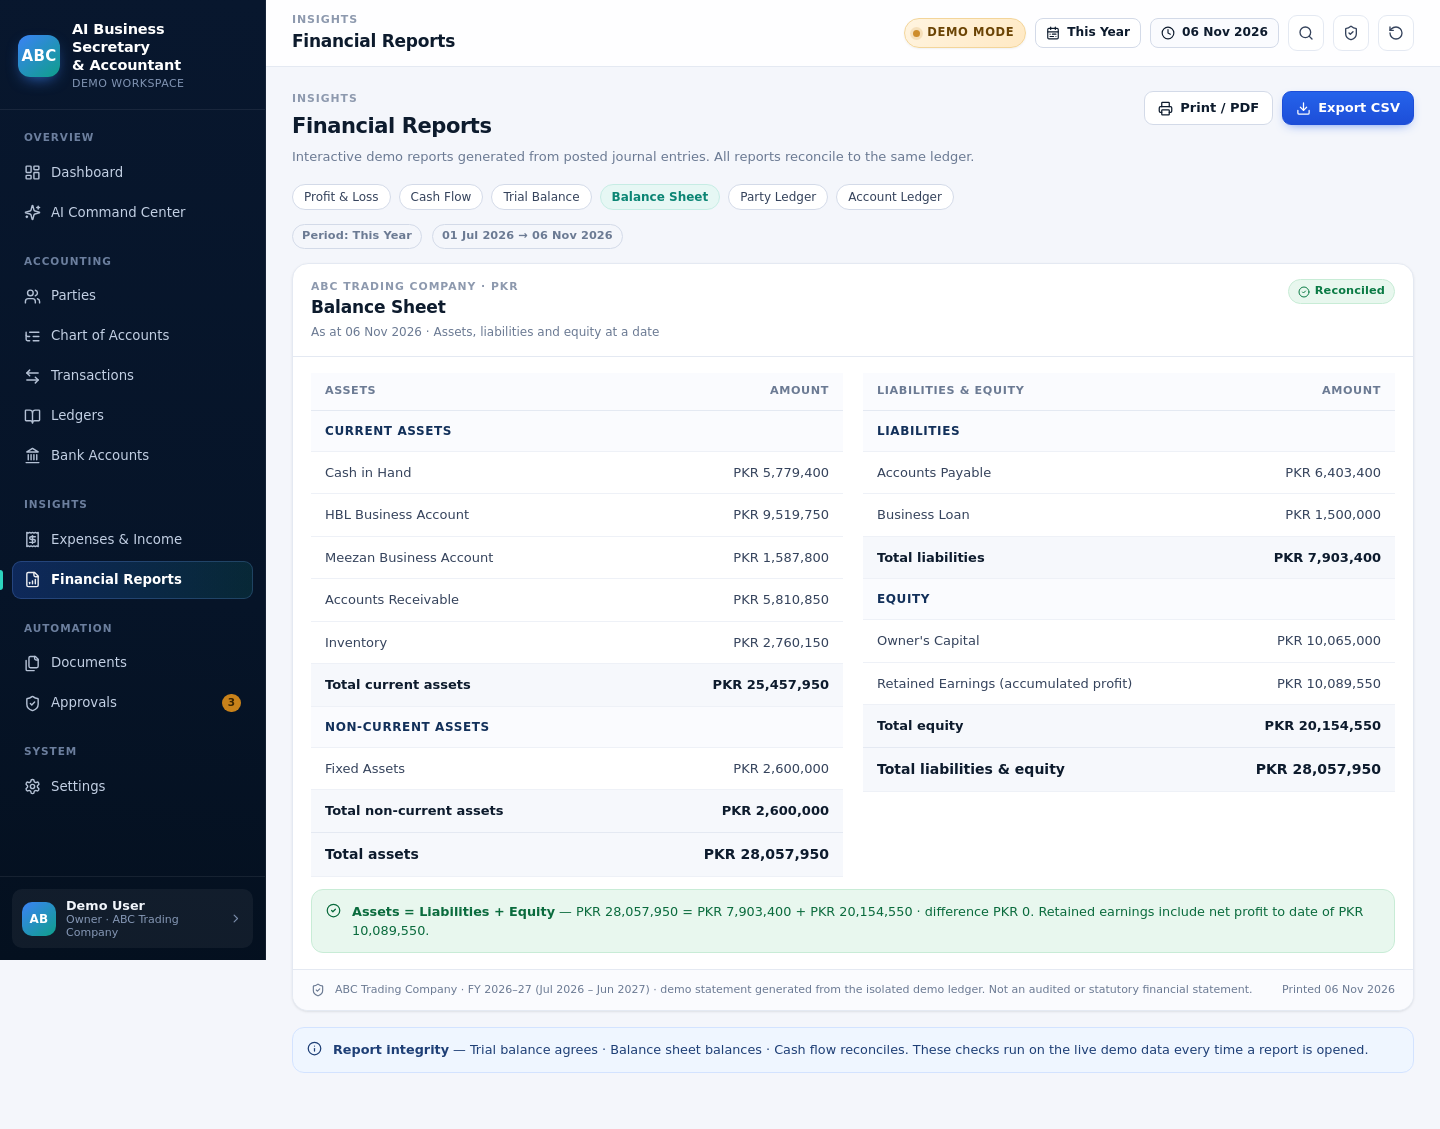 ABC
AI Business
Secretary
& Accountant
DEMO WORKSPACE
OVERVIEW
Dashboard
AI Command Center
ACCOUNTING
Parties
Chart of Accounts
Transactions
Ledgers
Bank Accounts
INSIGHTS
Expenses & Income
Financial Reports
AUTOMATION
Documents
Approvals 3
SYSTEM
Settings
AB
Demo User
Owner · ABC Trading
Company
INSIGHTS
Financial Reports
DEMO MODE
This Year
06 Nov 2026
INSIGHTS
Financial Reports
Interactive demo reports generated from posted journal entries. All reports reconcile to the same ledger.
Print / PDF
Export CSV
Profit & Loss
Cash Flow
Trial Balance
Balance Sheet
Party Ledger
Account Ledger
Period: This Year
01 Jul 2026 → 06 Nov 2026
ABC TRADING COMPANY · PKR
Balance Sheet
As at 06 Nov 2026 · Assets, liabilities and equity at a date
Reconciled
ASSETS AMOUNT
CURRENT ASSETS
Cash in Hand PKR 5,779,400
HBL Business Account PKR 9,519,750
Meezan Business Account PKR 1,587,800
Accounts Receivable PKR 5,810,850
Inventory PKR 2,760,150
Total current assets PKR 25,457,950
NON-CURRENT ASSETS
Fixed Assets PKR 2,600,000
Total non-current assets PKR 2,600,000
Total assets PKR 28,057,950
LIABILITIES & EQUITY AMOUNT
LIABILITIES
Accounts Payable PKR 6,403,400
Business Loan PKR 1,500,000
Total liabilities PKR 7,903,400
EQUITY
Owner's Capital PKR 10,065,000
Retained Earnings (accumulated profit) PKR 10,089,550
Total equity PKR 20,154,550
Total liabilities & equity PKR 28,057,950
Assets = Liabilities + Equity — PKR 28,057,950 = PKR 7,903,400 + PKR 20,154,550 · difference PKR 0. Retained earnings include net profit to date of PKR
10,089,550.
ABC Trading Company · FY 2026–27 (Jul 2026 – Jun 2027) · demo statement generated from the isolated demo ledger. Not an audited or statutory financial statement.
Printed 06 Nov 2026
Report integrity — Trial balance agrees · Balance sheet balances · Cash flow reconciles. These checks run on the live demo data every time a report is opened.